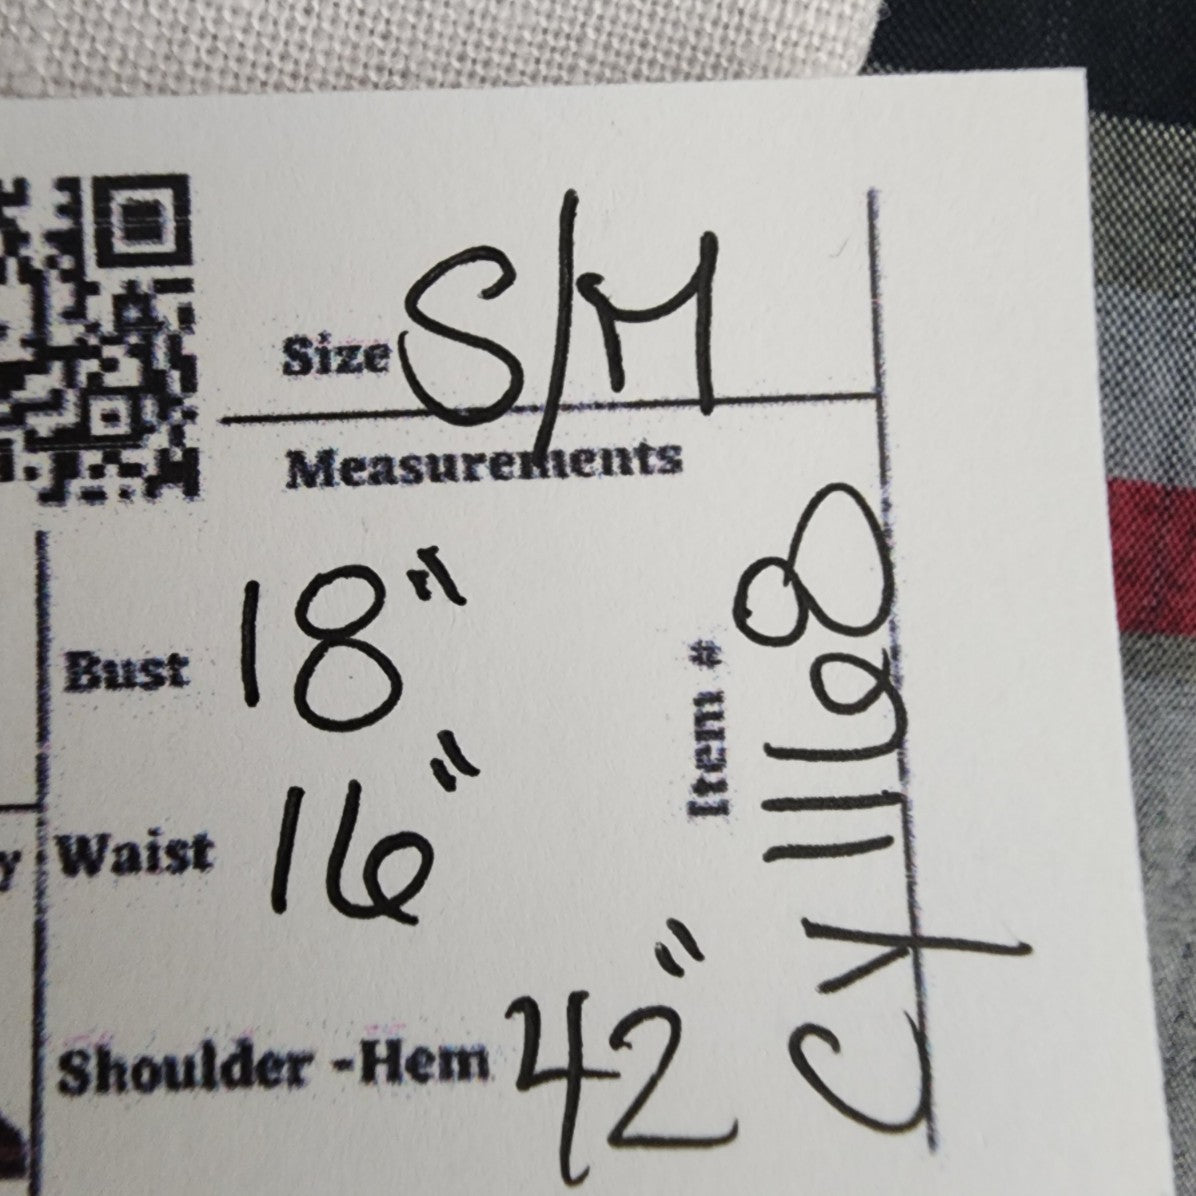 Size S/M
Measurements
Bust 18"
Waist 16"
Shoulder -Hem 42"
Item # CY1168